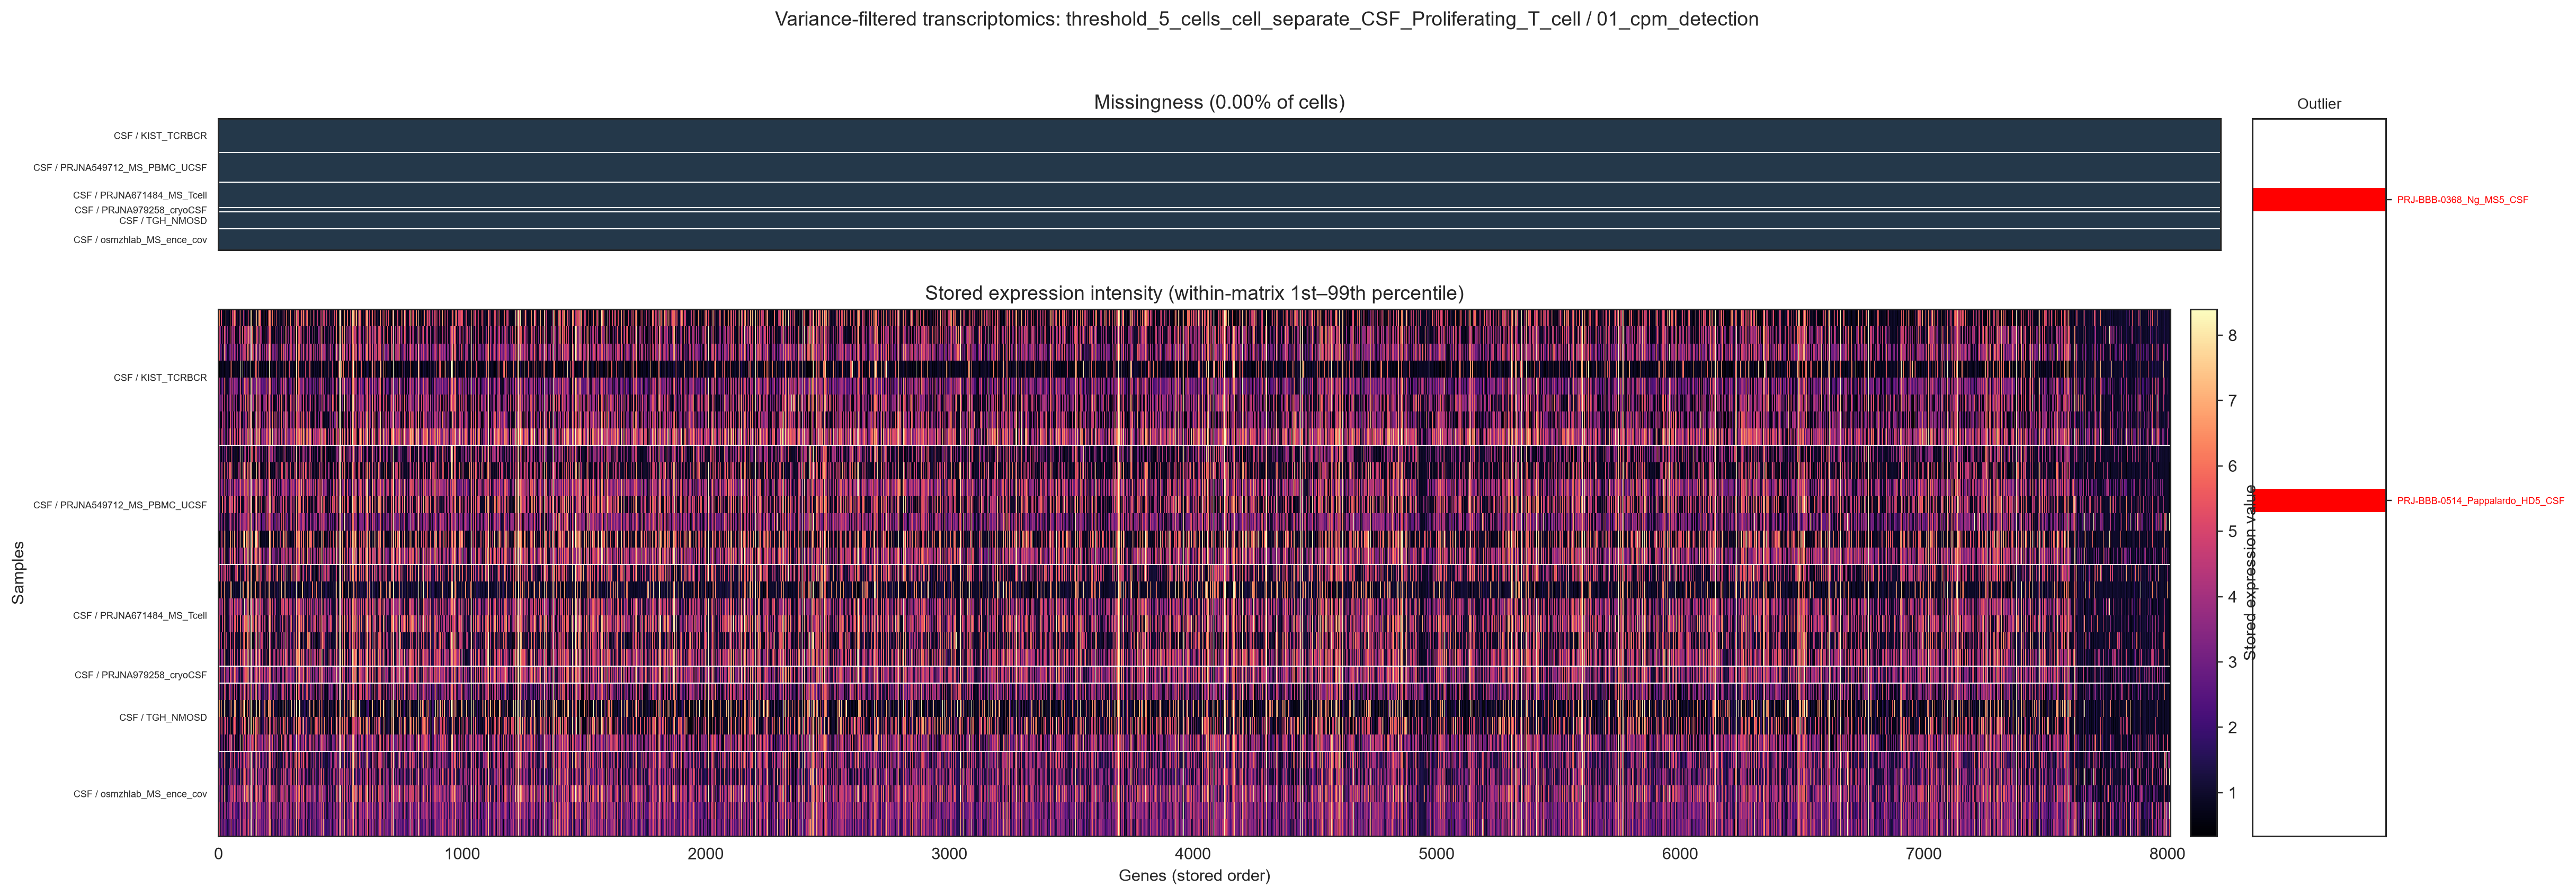 Variance-filtered transcriptomics: threshold_5_cells_cell_separate_CSF_Proliferating_T_cell / 01_cpm_detection
Missingness (0.00% of cells)
CSF / KIST_TCRBCR
CSF / PRJNA549712_MS_PBMC_UCSF
CSF / PRJNA671484_MS_Tcell
CSF / PRJNA979258_cryoCSF
CSF / TGH_NMOSD
CSF / osmzhlab_MS_ence_cov
Outlier
PRJ-BBB-0368_Ng_MS5_CSF
PRJ-BBB-0514_Pappalardo_HD5_CSF
Stored expression intensity (within-matrix 1st–99th percentile)
Samples
CSF / KIST_TCRBCR
CSF / PRJNA549712_MS_PBMC_UCSF
CSF / PRJNA671484_MS_Tcell
CSF / PRJNA979258_cryoCSF
CSF / TGH_NMOSD
CSF / osmzhlab_MS_ence_cov
8
7
6
5
4
3
2
1
Stored expression value
0 1000 2000 3000 4000 5000 6000 7000 8000
Genes (stored order)